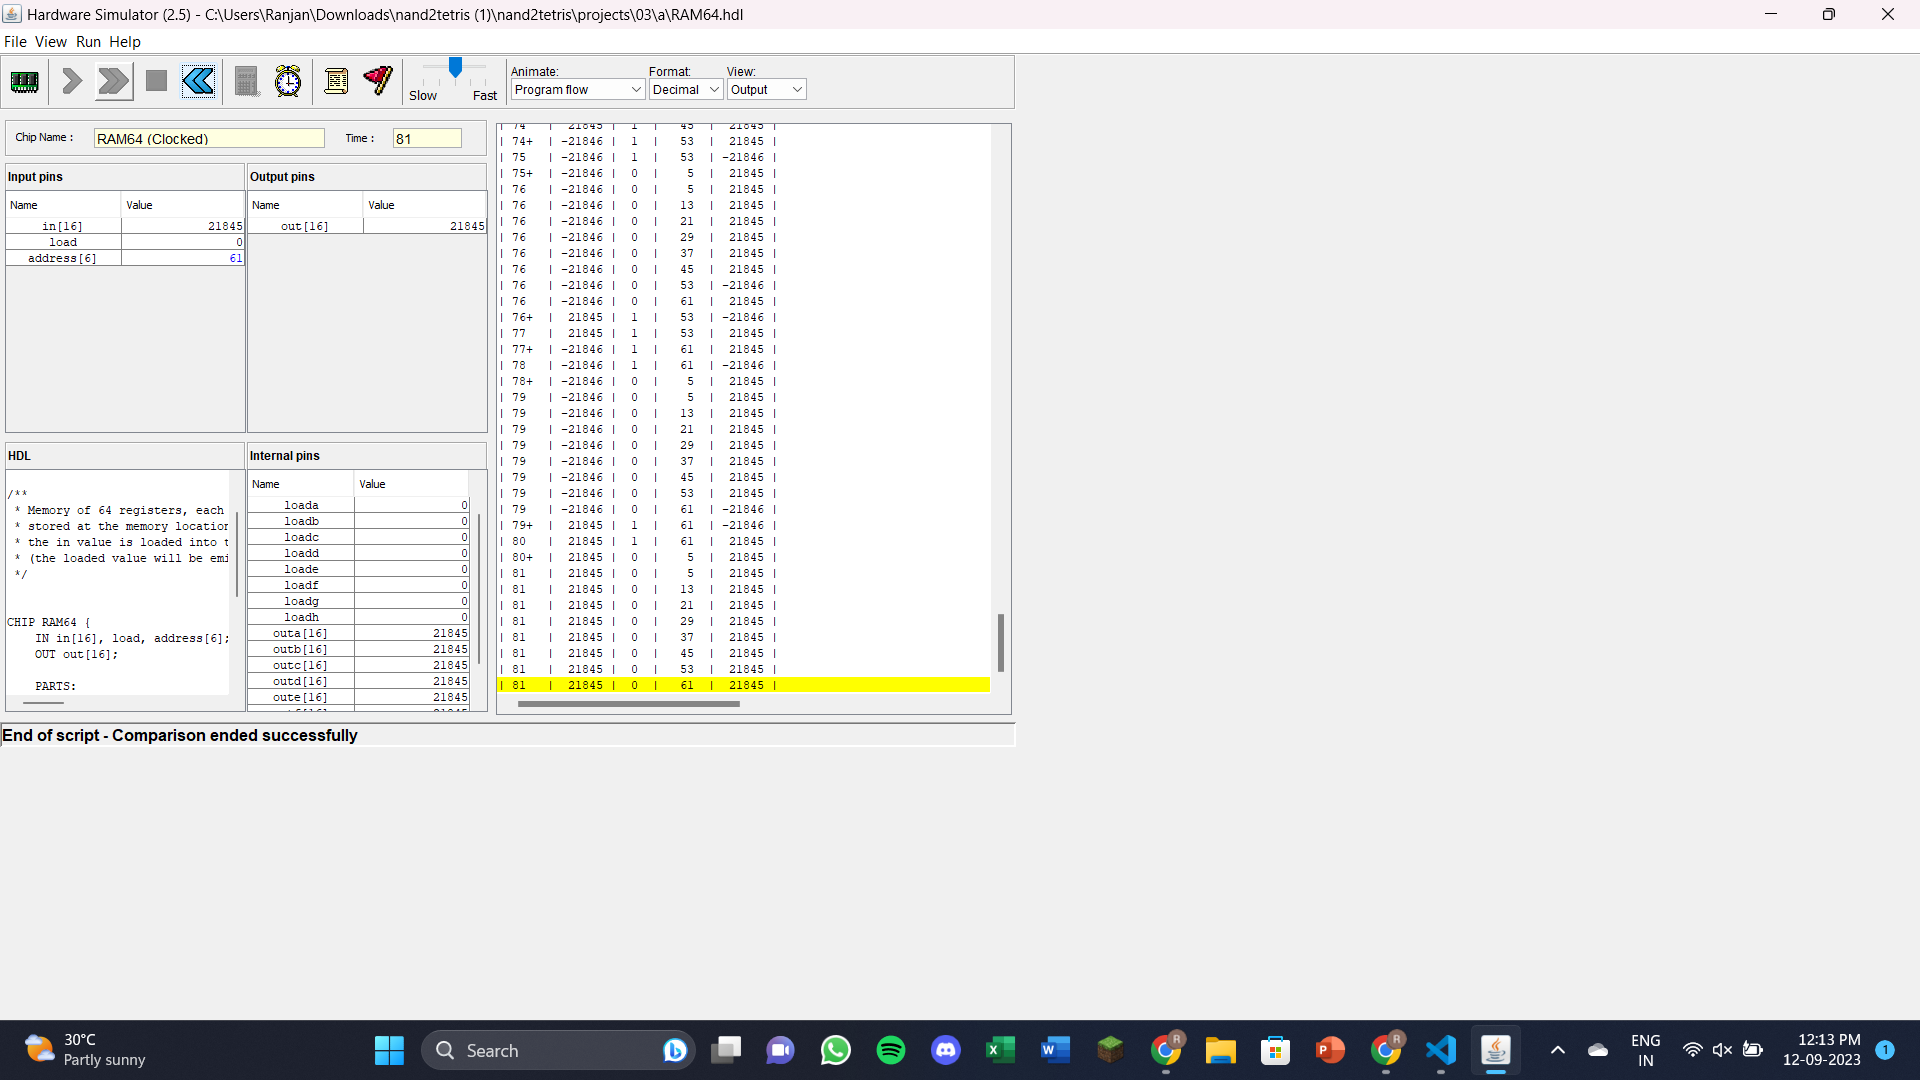 Hardware Simulator (2.5) - C:\Users\Ranjan\Downloads\nand2tetris (1)\nand2tetris\projects\03\a\RAM64.hdl
File View Run Help
Slow Fast
Animate:
Program flow
Format:
Decimal
View:
Output
Chip Name :
RAM64 (Clocked)
Time :
81
Input pins
Name Value
in[16] 21845
load 0
address[6] 61
Output pins
Name Value
out[16] 21845
HDL
/**
* Memory of 64 registers, each
* stored at the memory location
* the in value is loaded into t
* (the loaded value will be emi
*/
CHIP RAM64 {
IN in[16], load, address[6];
OUT out[16];
PARTS:
Internal pins
Name Value
loada 0
loadb 0
loadc 0
loadd 0
loade 0
loadf 0
loadg 0
loadh 0
outa[16] 21845
outb[16] 21845
outc[16] 21845
outd[16] 21845
oute[16] 21845
| 74 | 21845 | 1 | 45 | 21845 |
| 74+ | -21846 | 1 | 53 | 21845 |
| 75 | -21846 | 1 | 53 | -21846 |
| 75+ | -21846 | 0 | 5 | 21845 |
| 76 | -21846 | 0 | 5 | 21845 |
| 76 | -21846 | 0 | 13 | 21845 |
| 76 | -21846 | 0 | 21 | 21845 |
| 76 | -21846 | 0 | 29 | 21845 |
| 76 | -21846 | 0 | 37 | 21845 |
| 76 | -21846 | 0 | 45 | 21845 |
| 76 | -21846 | 0 | 53 | -21846 |
| 76 | -21846 | 0 | 61 | 21845 |
| 76+ | 21845 | 1 | 53 | -21846 |
| 77 | 21845 | 1 | 53 | 21845 |
| 77+ | -21846 | 1 | 61 | 21845 |
| 78 | -21846 | 1 | 61 | -21846 |
| 78+ | -21846 | 0 | 5 | 21845 |
| 79 | -21846 | 0 | 5 | 21845 |
| 79 | -21846 | 0 | 13 | 21845 |
| 79 | -21846 | 0 | 21 | 21845 |
| 79 | -21846 | 0 | 29 | 21845 |
| 79 | -21846 | 0 | 37 | 21845 |
| 79 | -21846 | 0 | 45 | 21845 |
| 79 | -21846 | 0 | 53 | 21845 |
| 79 | -21846 | 0 | 61 | -21846 |
| 79+ | 21845 | 1 | 61 | -21846 |
| 80 | 21845 | 1 | 61 | 21845 |
| 80+ | 21845 | 0 | 5 | 21845 |
| 81 | 21845 | 0 | 5 | 21845 |
| 81 | 21845 | 0 | 13 | 21845 |
| 81 | 21845 | 0 | 21 | 21845 |
| 81 | 21845 | 0 | 29 | 21845 |
| 81 | 21845 | 0 | 37 | 21845 |
| 81 | 21845 | 0 | 45 | 21845 |
| 81 | 21845 | 0 | 53 | 21845 |
| 81 | 21845 | 0 | 61 | 21845 |
End of script - Comparison ended successfully
30°C
Partly sunny
Search
ENG
IN
12:13 PM
12-09-2023
1